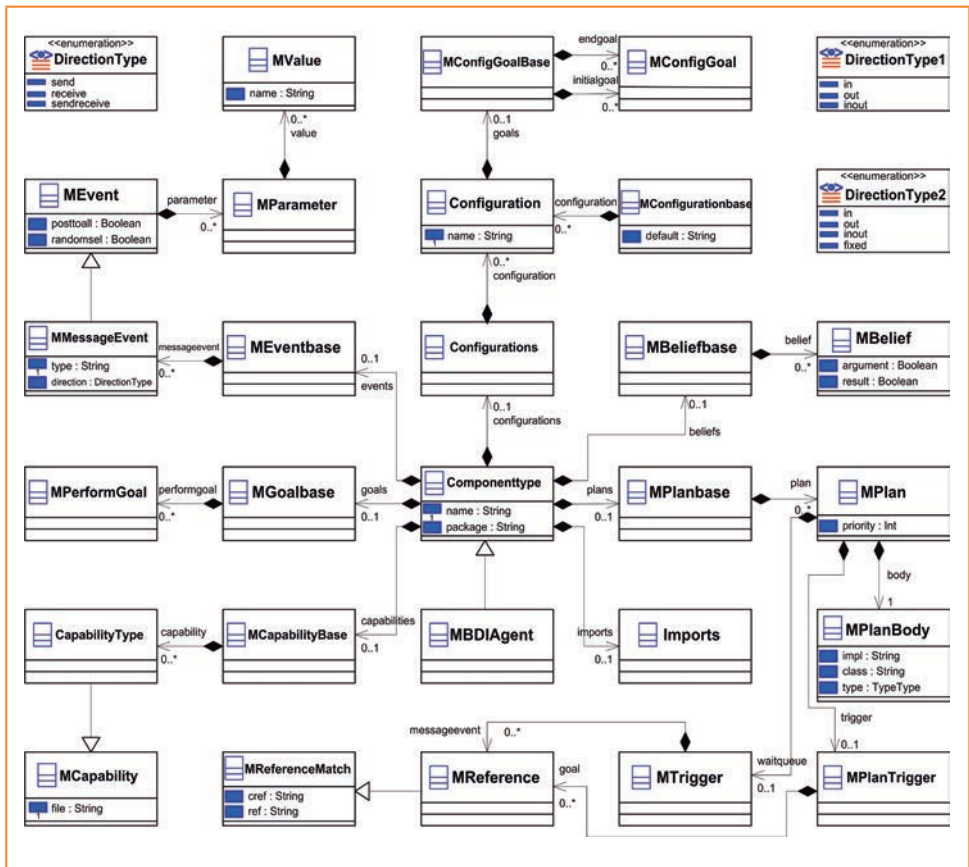 <<enumeration>>
DirectionType
send
receive
sendreceive
MValue
name : String
0..*
value
MConfigGoalBase
endgoal
0..*
initialgoal
0..*
MConfigGoal
0..1
goals
<<enumeration>>
DirectionType1
in
out
inout
MEvent
posttoall : Boolean
randomsel : Boolean
parameter
0..*
MParameter
Configuration
name : String
configuration
0..*
MConfigurationbase
default : String
<<enumeration>>
DirectionType2
in
out
inout
fixed
0..*
configuration
MMessageEvent
type : String
direction : DirectionType
messageevent
0..*
MEventbase
0..1
events
Configurations
0..1
configurations
MBeliefbase
0..1
beliefs
belief
0..*
MBelief
argument : Boolean
result : Boolean
MPerformGoal
performgoal
0..*
MGoalbase
goals
0..1
Componenttype
name : String
package : String
plans
0..1
MPlanbase
plan
0..*
MPlan
priority : Int
body
1
CapabilityType
capability
0..*
MCapabilityBase
capabilities
0..1
MBDIAgent
imports
0..1
Imports
MPlanBody
impl : String
class : String
type : TypeType
trigger
0..1
MCapability
file : String
MReferenceMatch
cref : String
ref : String
messageevent
0..*
MReference
goal
0..*
MTrigger
waitqueue
0..1
MPlanTrigger